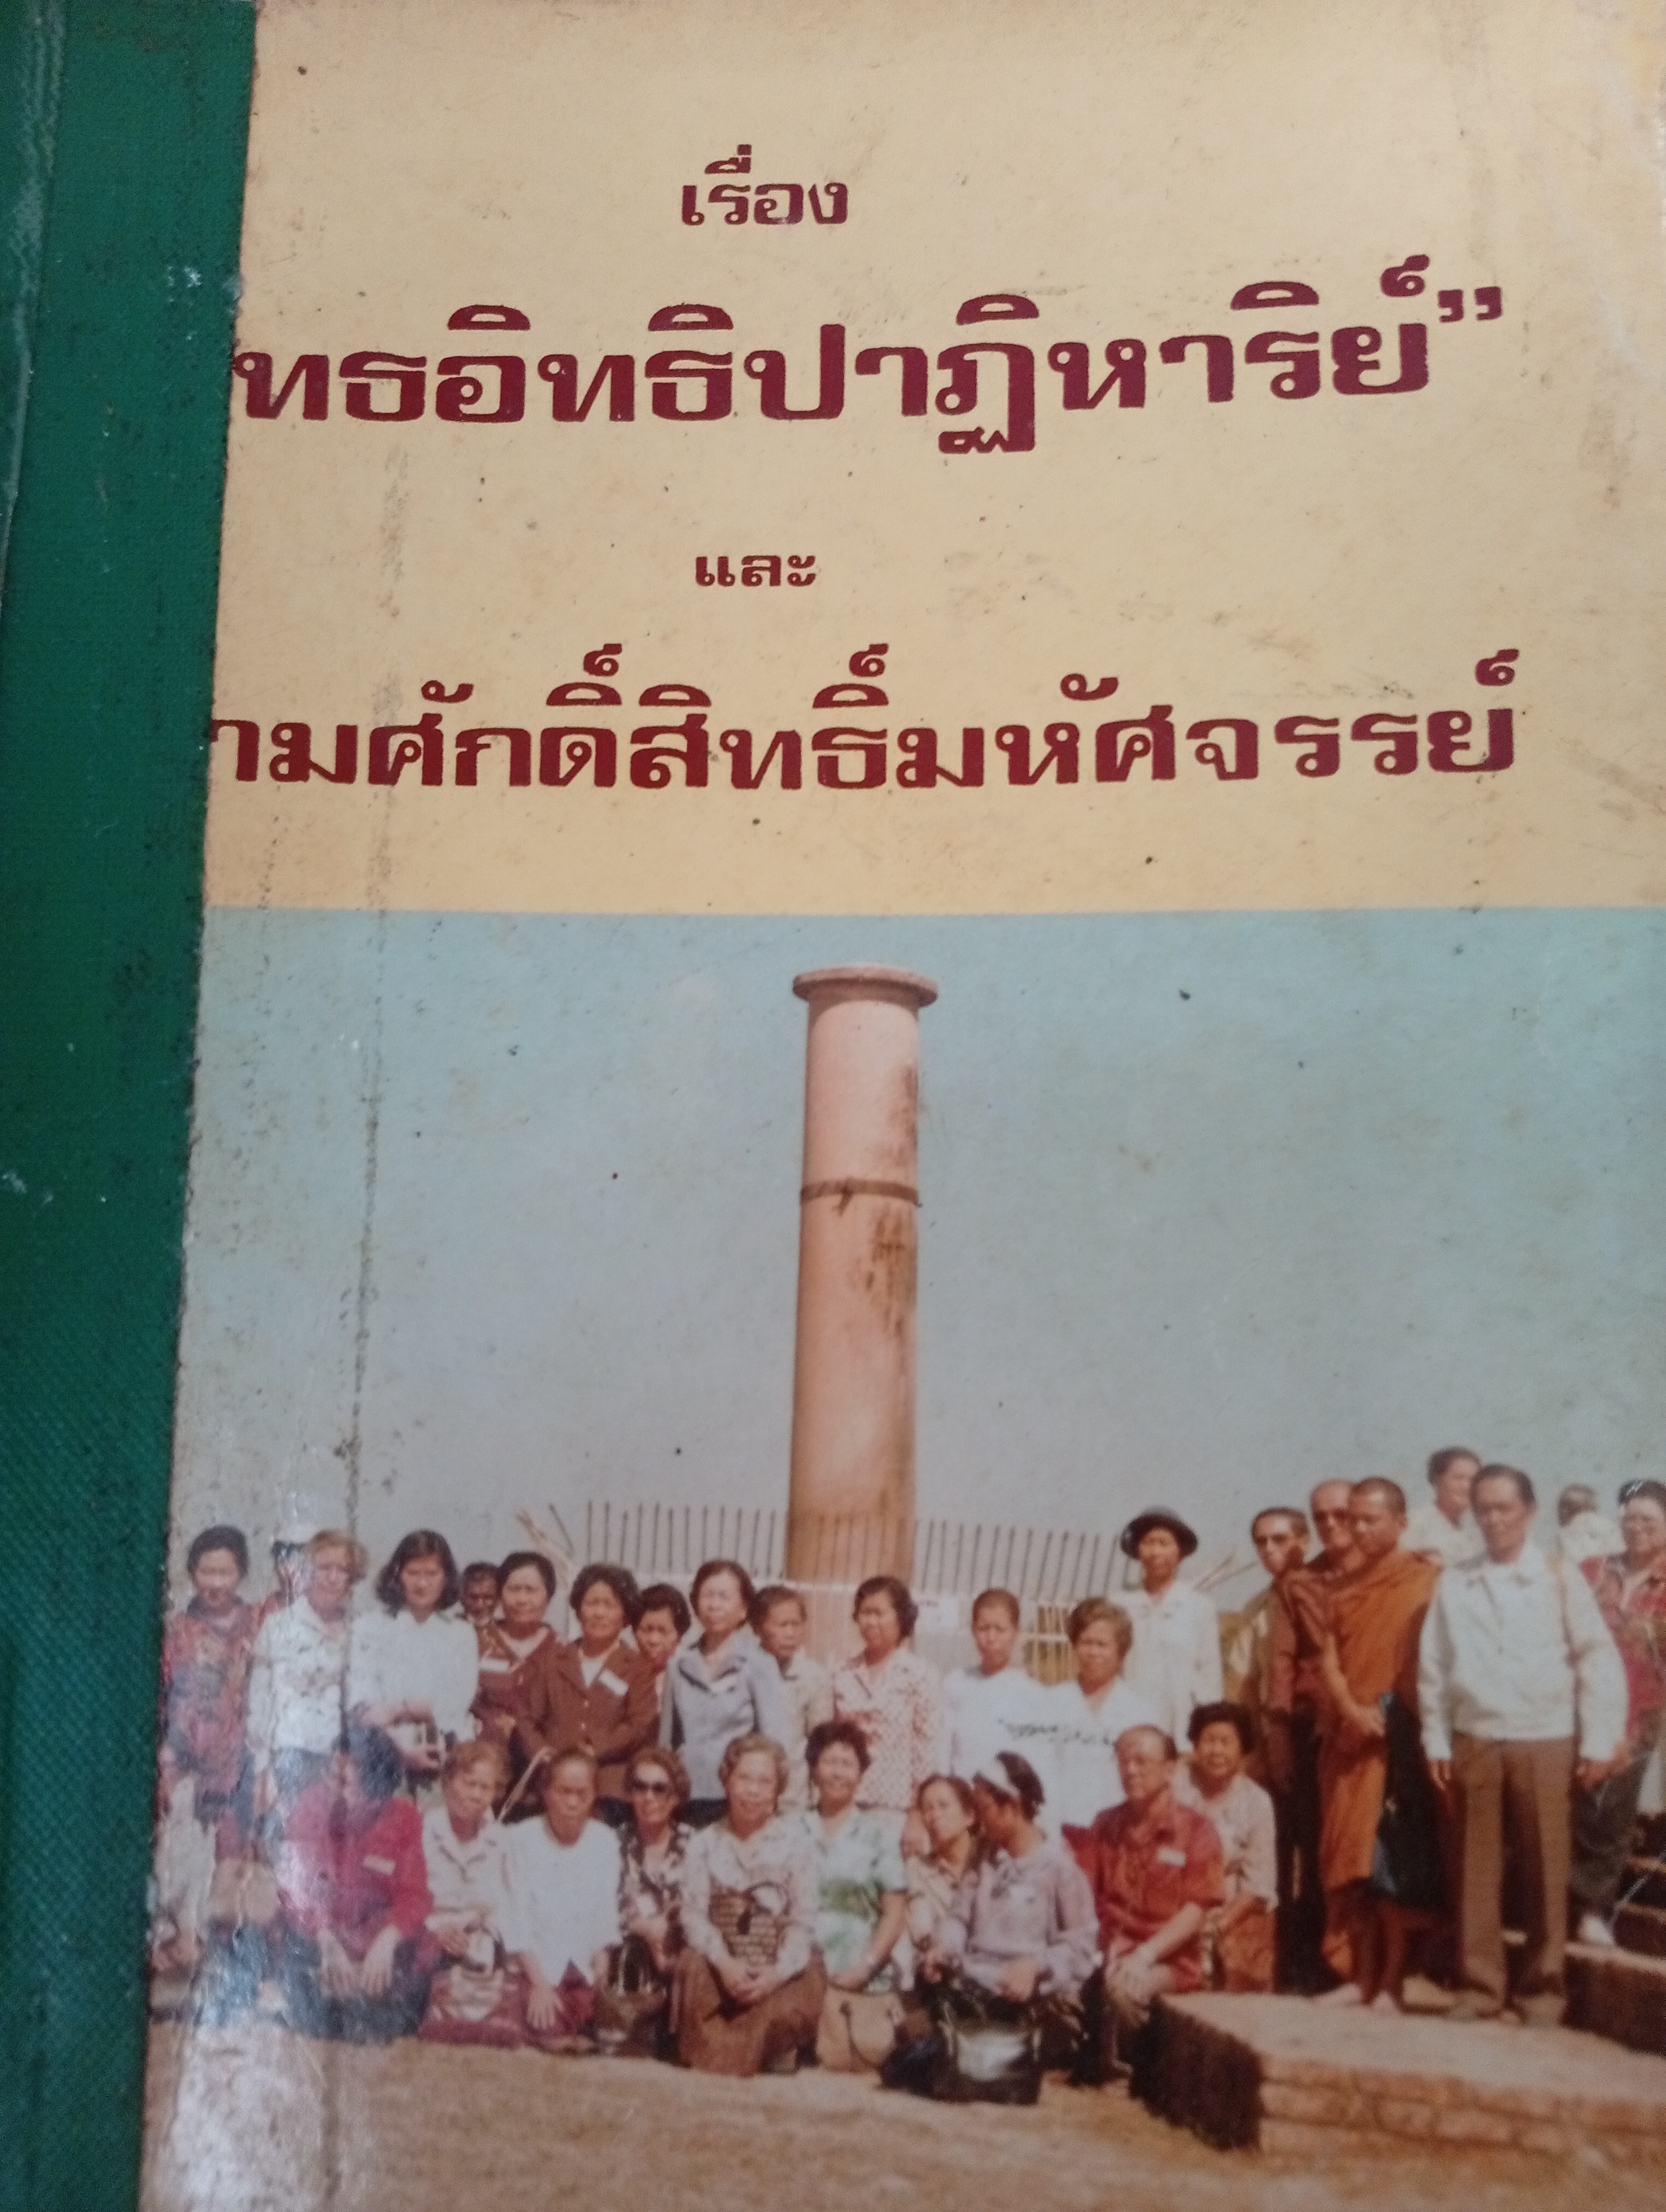 เรื่อง
ทธอิทธิปาฏิหาริย์”
และ
ามศักดิ์สิทธิ์มหัศจรรย์